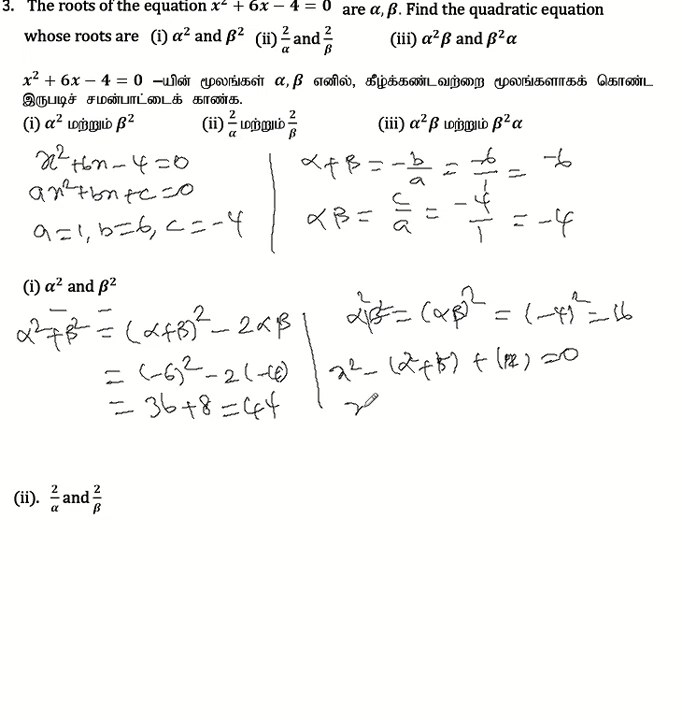 3. The roots of the equation x² + 6x − 4 = 0 are α, β. Find the quadratic equation
whose roots are (i) α² and β² (ii) 2/α and 2/β (iii) α²β and β²α
x² + 6x − 4 = 0 −யின் மூலங்கள் α, β எனில், கீழ்க்கண்டவற்றை மூலங்களாகக் கொண்ட
இருபடிச் சமன்பாட்டைக் காண்க.
(i) α² மற்றும் β² (ii) 2/α மற்றும் 2/β (iii) α²β மற்றும் β²α
x² + 6x − 4 = 0
ax² + bx + c = 0
a = 1, b = 6, c = −4
α + β = −b/a = −6/1 = −6
αβ = c/a = −4/1 = −4
(i) α² and β²
α² + β² = (α+β)² − 2αβ
= (−6)² − 2(−4)
= 36 + 8 = 44
α²β² = (αβ)² = (−4)² = 16
x² − (α² + β²) + (	) = 0
x
(ii). 2/α and 2/β